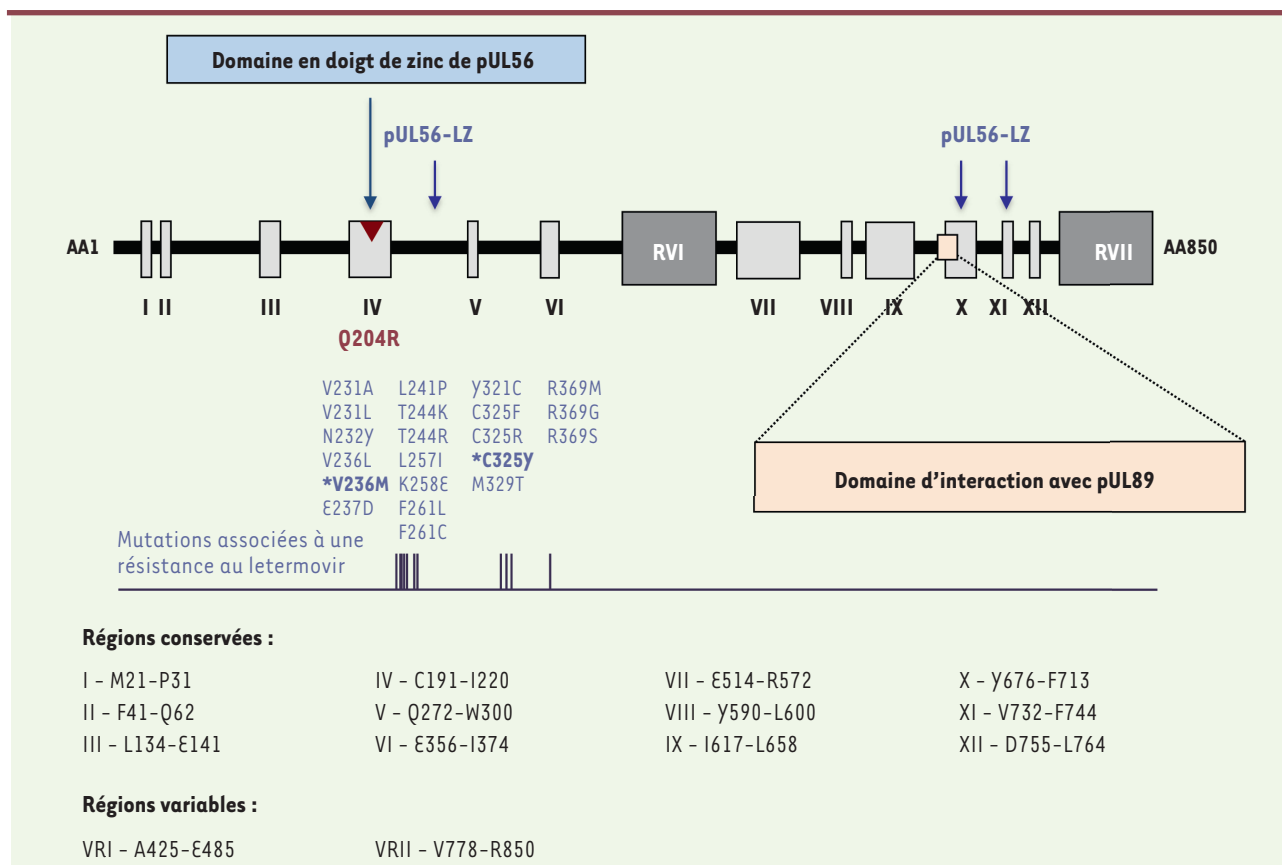 Domaine en doigt de zinc de pUL56
pUL56-LZ
pUL56-LZ
AA1
RVI
RVII
AA850
I II III IV V VI VII VIII IX X XI XII
Q204R
V231A L241P Y321C R369M
V231L T244K C325F R369G
N232Y T244R C325R R369S
V236L L257I *C325Y
*V236M K258E M329T
E237D F261L
F261C
Domaine d'interaction avec pUL89
Mutations associées à une
résistance au letermovir
Régions conservées :
I – M21-P31 IV – C191-I220 VII – E514-R572 X – Y676-F713
II – F41-Q62 V – Q272-W300 VIII – Y590-L600 XI – V732-F744
III – L134-E141 VI – E356-I374 IX – I617-L658 XII – D755-L764
Régions variables :
VRI – A425-E485 VRII – V778-R850